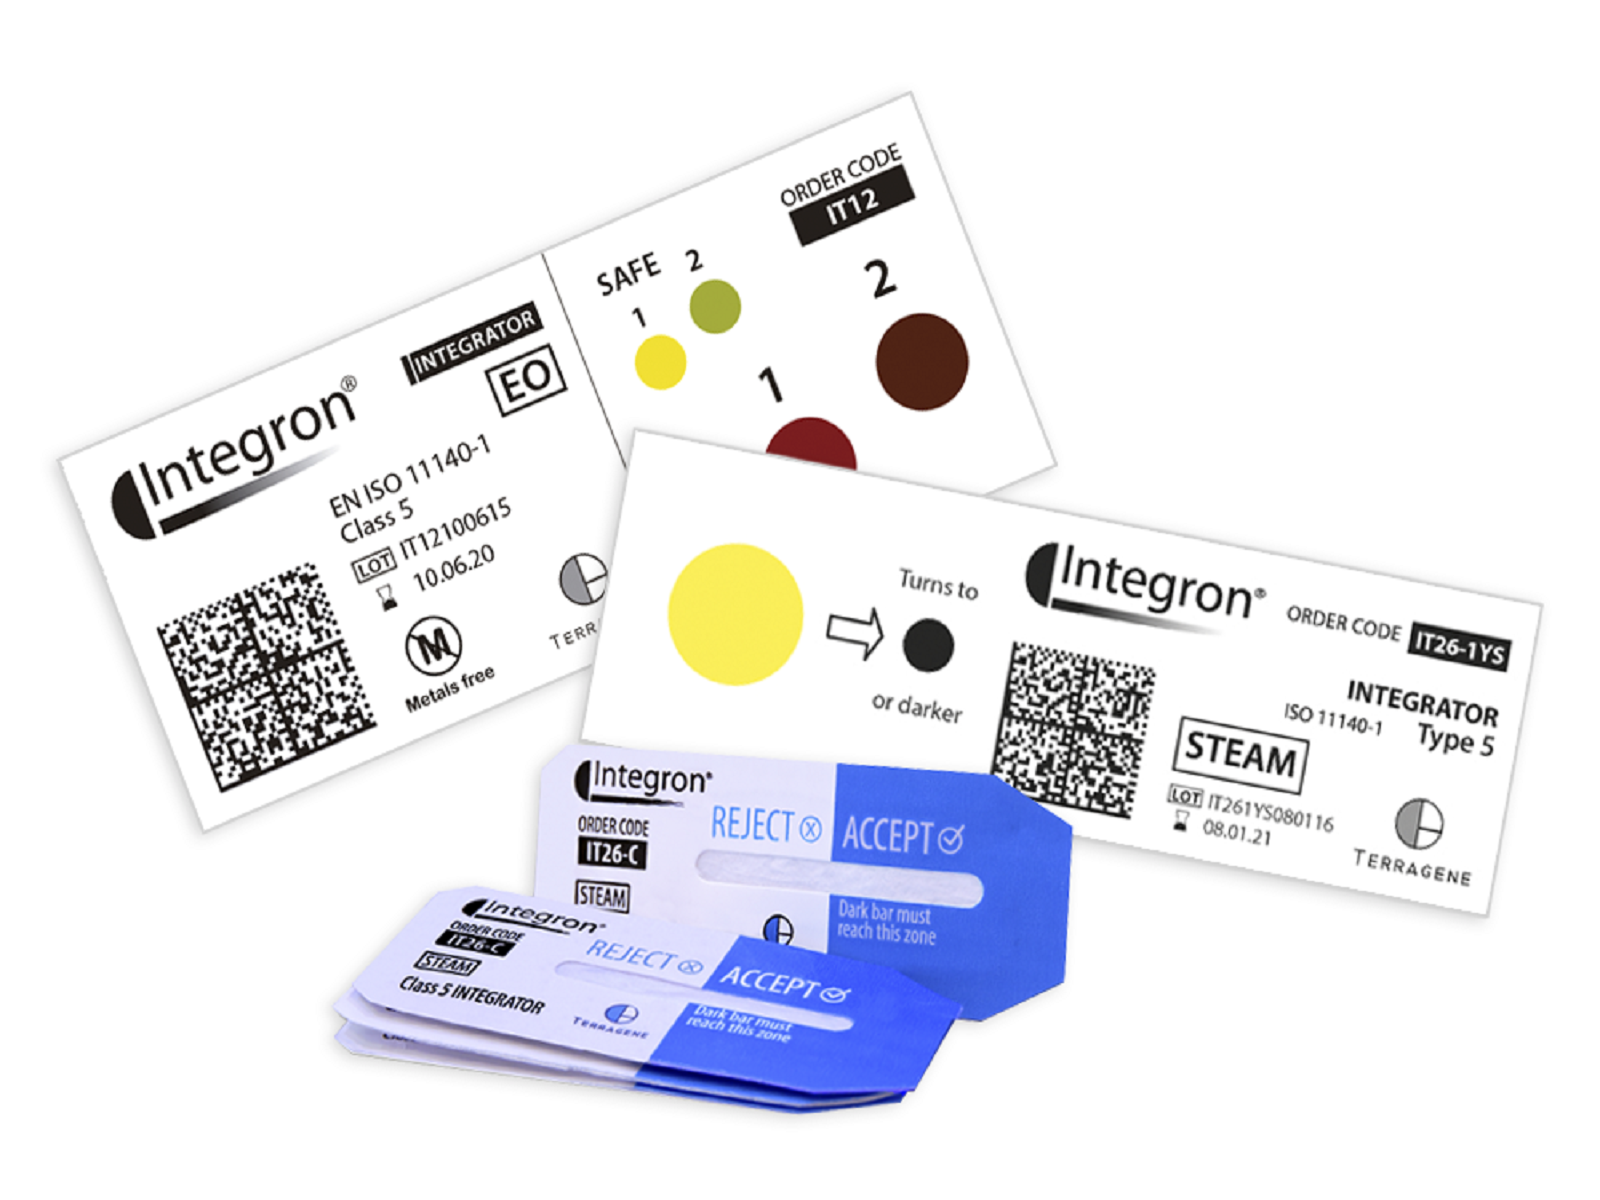 Integron®
INTEGRATOR
EO
EN ISO 11140-1
Class 5
LOT IT12100615
10.06.20
M
Metals free
TERR
SAFE
1
2
ORDER CODE
IT12
1
2
Turns to
or darker
Integron®
ORDER CODE IT26-1YS
INTEGRATOR
ISO 11140-1 Type 5
STEAM
LOT IT261YS080116
08.01.21
TERRAGENE
Integron®
ORDER CODE
IT26-C
STEAM
REJECT
ACCEPT
Dark bar must
reach this zone
Integron®
ORDER CODE
IT26-C
STEAM
Class 5 INTEGRATOR
REJECT
ACCEPT
TERRAGENE
Dark bar must
reach this zone